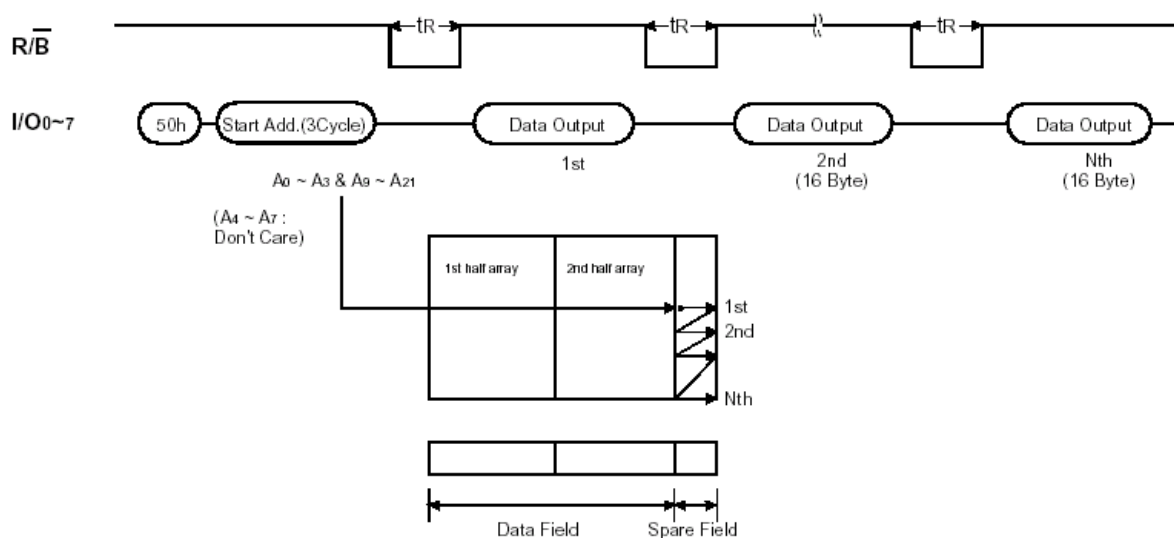 tR tR tR
R/B
I/O0~7
50h Start Add.(3Cycle) Data Output Data Output Data Output
1st 2nd Nth
(16 Byte) (16 Byte)
A0 ~ A3 & A9 ~ A21
(A4 ~ A7 :
Don't Care)
1st half array 2nd half array
1st
2nd
Nth
Data Field Spare Field